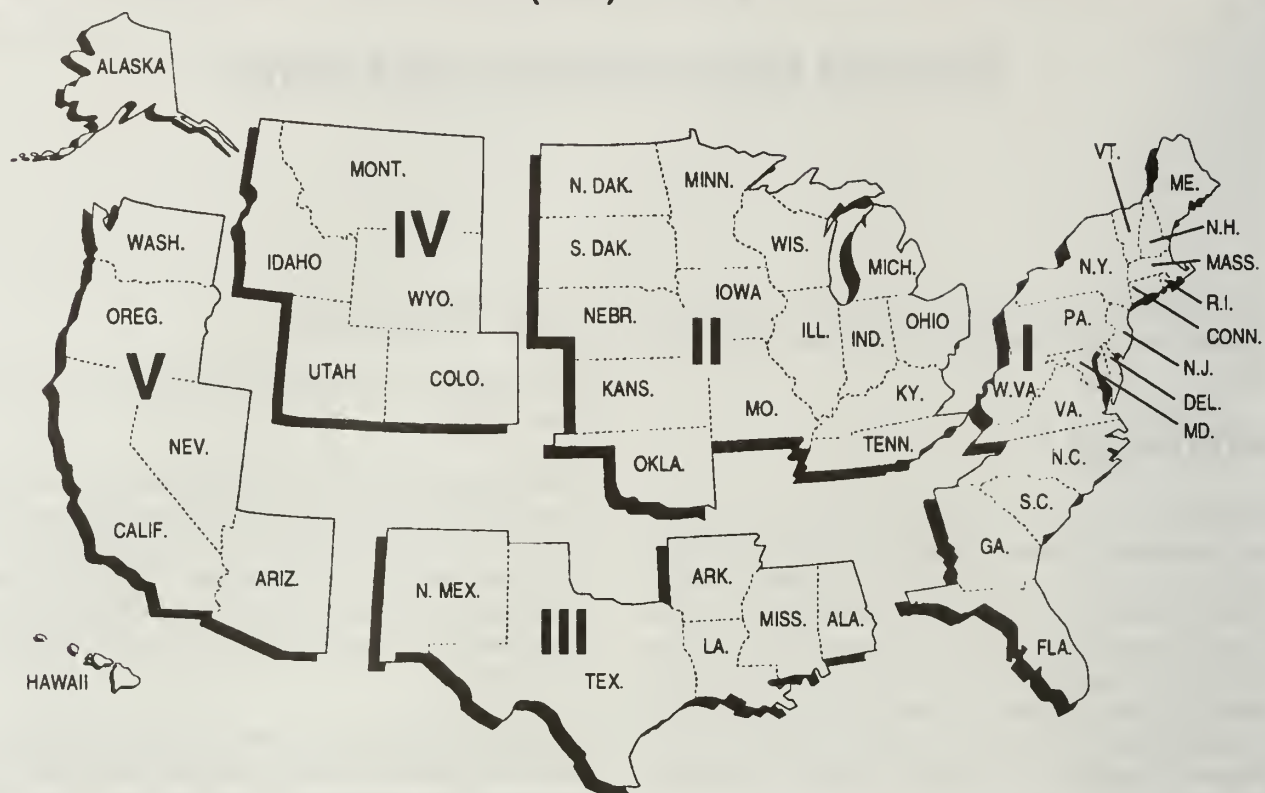 ALASKA
VT.
MONT.
N. DAK.
MINN.
ME.
WASH.
IV
WIS.
N.H.
IDAHO
S. DAK.
MICH.
N.Y.
MASS.
WYO.
IOWA
R.I.
OREG.
NEBR.
II
ILL.
IND.
OHIO
PA.
I
CONN.
V
UTAH
COLO.
KANS.
MO.
KY.
W.VA.
VA.
N.J.
DEL.
MD.
NEV.
OKLA.
TENN.
N.C.
S.C.
CALIF.
ARIZ.
N. MEX.
III
ARK.
MISS.
ALA.
GA.
LA.
TEX.
FLA.
HAWAII